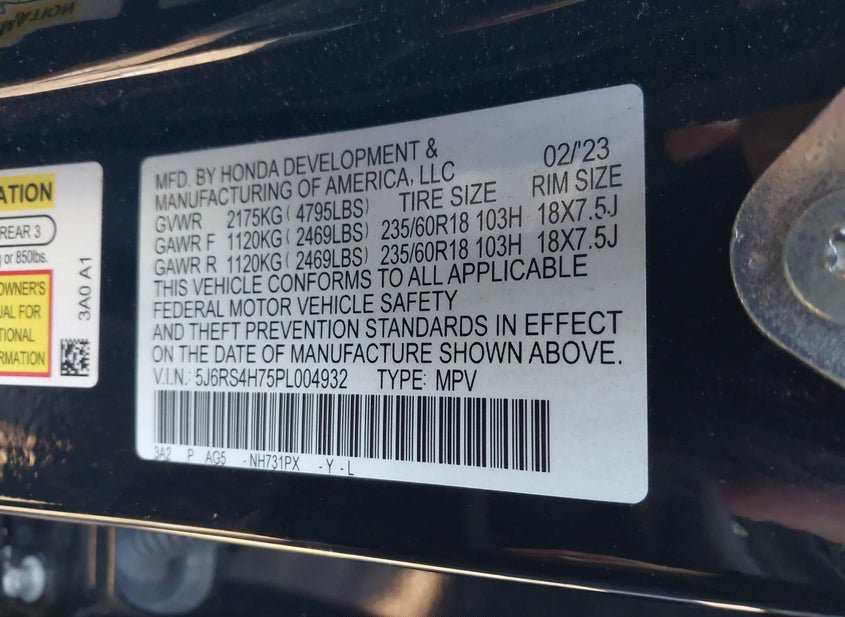 ATION
REAR 3
g or 850lbs.
OWNER'S
UAL FOR
TIONAL
RMATION
3A0 A1
MFD. BY HONDA DEVELOPMENT & 02/'23
MANUFACTURING OF AMERICA, LLC TIRE SIZE RIM SIZE
GVWR 2175KG ( 4795LBS)
GAWR F 1120KG ( 2469LBS) 235/60R18 103H 18X7.5J
GAWR R 1120KG ( 2469LBS) 235/60R18 103H 18X7.5J
THIS VEHICLE CONFORMS TO ALL APPLICABLE
FEDERAL MOTOR VEHICLE SAFETY
AND THEFT PREVENTION STANDARDS IN EFFECT
ON THE DATE OF MANUFACTURE SHOWN ABOVE.
V.I.N.: 5J6RS4H75PL004932 TYPE: MPV
3A2 P AG5 -NH731PX -Y-L